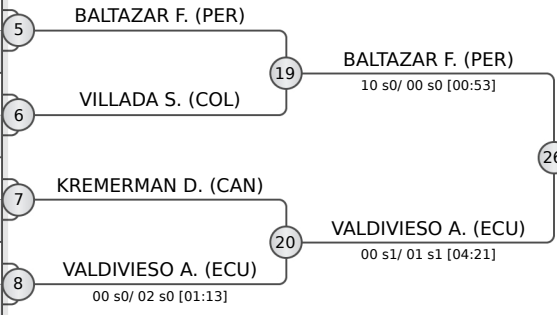 BALTAZAR F. (PER)
5
19
BALTAZAR F. (PER)
10 s0/ 00 s0 [00:53]
VILLADA S. (COL)
6
26
KREMERMAN D. (CAN)
7
20
VALDIVIESO A. (ECU)
00 s1/ 01 s1 [04:21]
VALDIVIESO A. (ECU)
8
00 s0/ 02 s0 [01:13]